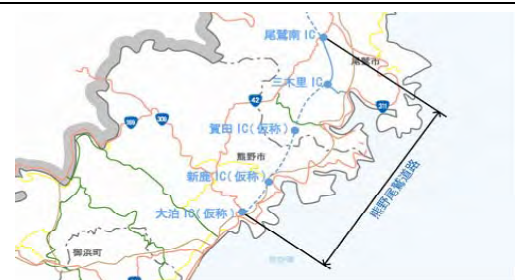 尾鷲南 IC
尾鷲市
三木里 IC
42
311
169
309
賀田 IC(仮称)
熊野市
新鹿 IC(仮称)
大泊 IC(仮称)
熊野尾鷲道路
御浜町